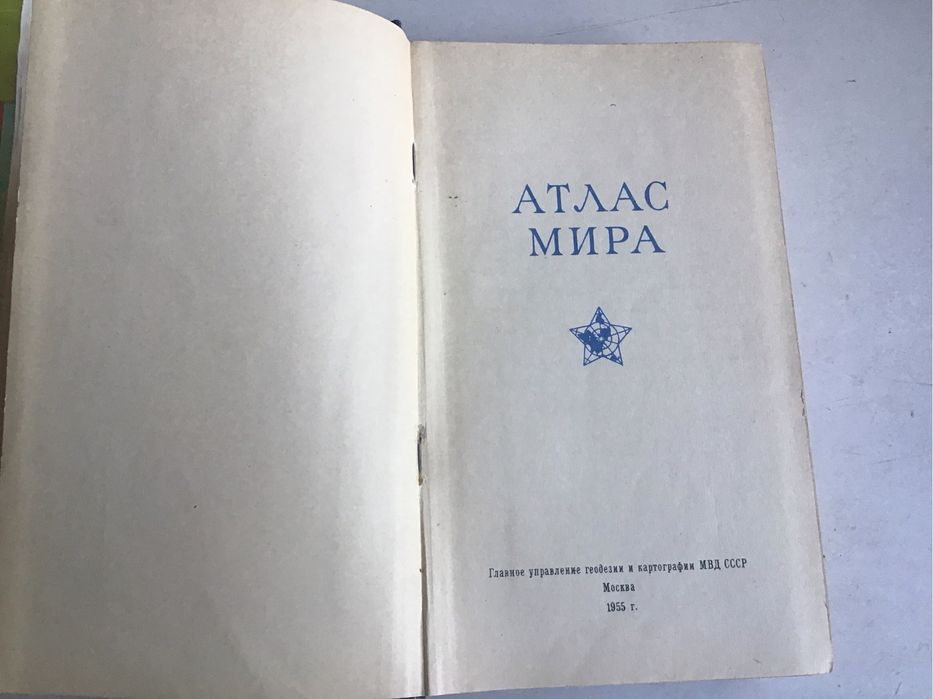 АТЛАС
МИРА
Главное управление геодезии и картографии МВД СССР
Москва
1955 г.